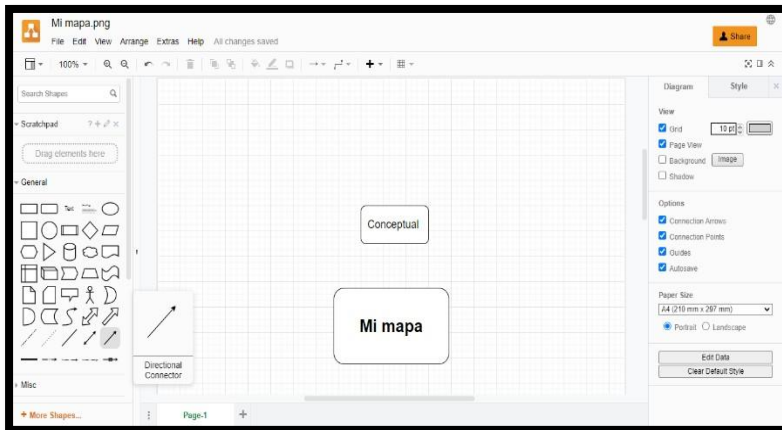 Mi mapa.png
File Edit View Arrange Extras Help All changes saved
Share
100%
Search Shapes
Scratchpad
Drag elements here
General
Text
Directional
Connector
Misc
+ More Shapes...
Conceptual
Mi mapa
Page-1
Diagram Style
View
Grid 10 pt
Page View
Background Image
Shadow
Options
Connection Arrows
Connection Points
Guides
Autosave
Paper Size
A4 (210 mm x 297 mm)
Portrait Landscape
Edit Data
Clear Default Style